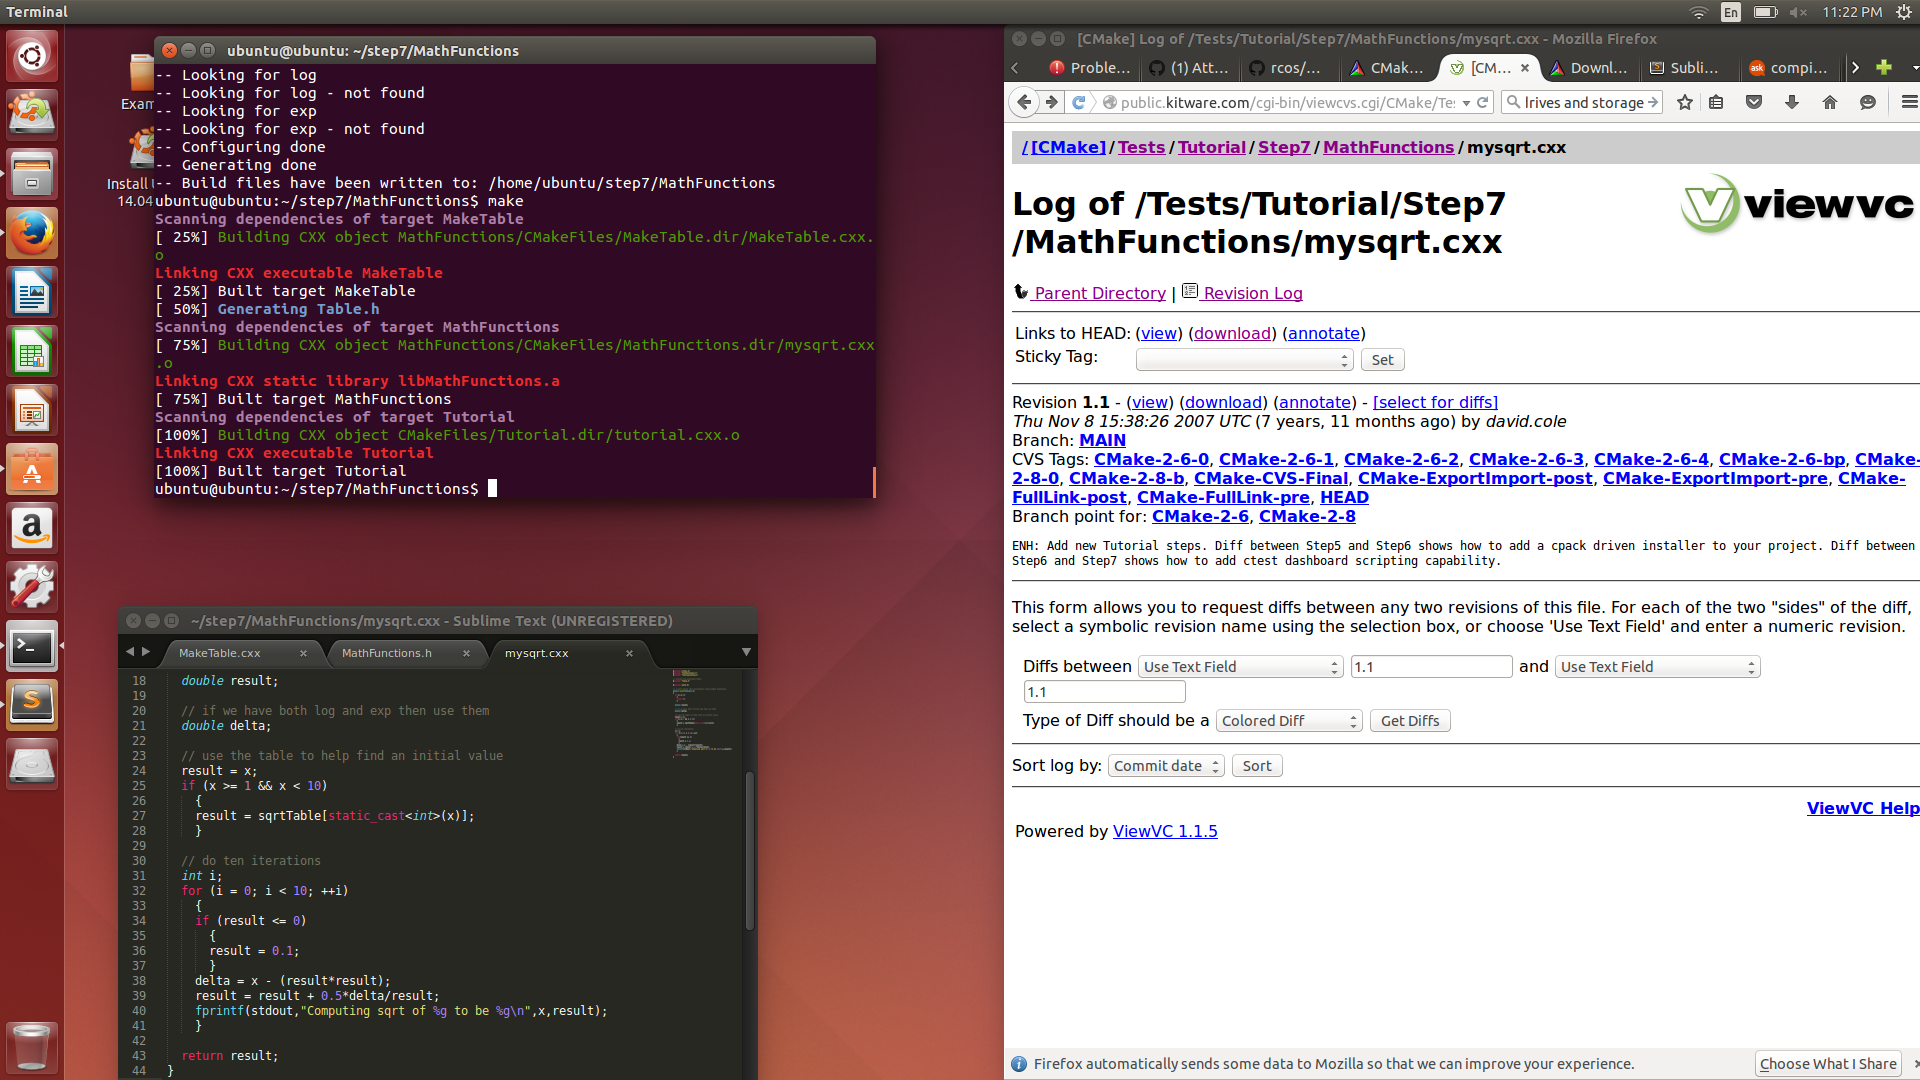 Terminal
En
11:22 PM
Exam
Install
14.04
ubuntu@ubuntu: ~/step7/MathFunctions
-- Looking for log
-- Looking for log - not found
-- Looking for exp
-- Looking for exp - not found
-- Configuring done
-- Generating done
-- Build files have been written to: /home/ubuntu/step7/MathFunctions
ubuntu@ubuntu:~/step7/MathFunctions$ make
Scanning dependencies of target MakeTable
[ 25%] Building CXX object MathFunctions/CMakeFiles/MakeTable.dir/MakeTable.cxx.
o
Linking CXX executable MakeTable
[ 25%] Built target MakeTable
[ 50%] Generating Table.h
Scanning dependencies of target MathFunctions
[ 75%] Building CXX object MathFunctions/CMakeFiles/MathFunctions.dir/mysqrt.cxx
.o
Linking CXX static library libMathFunctions.a
[ 75%] Built target MathFunctions
Scanning dependencies of target Tutorial
[100%] Building CXX object CMakeFiles/Tutorial.dir/tutorial.cxx.o
Linking CXX executable Tutorial
[100%] Built target Tutorial
ubuntu@ubuntu:~/step7/MathFunctions$
~/step7/MathFunctions/mysqrt.cxx - Sublime Text (UNREGISTERED)
MakeTable.cxx × MathFunctions.h × mysqrt.cxx ×
18 double result;
19
20 // if we have both log and exp then use them
21 double delta;
22
23 // use the table to help find an initial value
24 result = x;
25 if (x >= 1 && x < 10)
26 {
27 result = sqrtTable[static_cast<int>(x)];
28 }
29
30 // do ten iterations
31 int i;
32 for (i = 0; i < 10; ++i)
33 {
34 if (result <= 0)
35 {
36 result = 0.1;
37 }
38 delta = x - (result*result);
39 result = result + 0.5*delta/result;
40 fprintf(stdout,"Computing sqrt of %g to be %g\n",x,result);
41 }
42
43 return result;
44 }
[CMake] Log of /Tests/Tutorial/Step7/MathFunctions/mysqrt.cxx - Mozilla Firefox
Proble... (1) Att... rcos/... CMak... [CM... × Downl... Subli... ask compi...
public.kitware.com/cgi-bin/viewcvs.cgi/CMake/Te lrives and storage
/[CMake]/Tests/Tutorial/Step7/MathFunctions/mysqrt.cxx
Log of /Tests/Tutorial/Step7
/MathFunctions/mysqrt.cxx
viewvc
Parent Directory | Revision Log
Links to HEAD: (view) (download) (annotate)
Sticky Tag: Set
Revision 1.1 - (view) (download) (annotate) - [select for diffs]
Thu Nov 8 15:38:26 2007 UTC (7 years, 11 months ago) by david.cole
Branch: MAIN
CVS Tags: CMake-2-6-0, CMake-2-6-1, CMake-2-6-2, CMake-2-6-3, CMake-2-6-4, CMake-2-6-bp, CMake-
2-8-0, CMake-2-8-b, CMake-CVS-Final, CMake-ExportImport-post, CMake-ExportImport-pre, CMake-
FullLink-post, CMake-FullLink-pre, HEAD
Branch point for: CMake-2-6, CMake-2-8
ENH: Add new Tutorial steps. Diff between Step5 and Step6 shows how to add a cpack driven installer to your project. Diff between
Step6 and Step7 shows how to add ctest dashboard scripting capability.
This form allows you to request diffs between any two revisions of this file. For each of the two "sides" of the diff,
select a symbolic revision name using the selection box, or choose 'Use Text Field' and enter a numeric revision.
Diffs between Use Text Field 1.1 and Use Text Field
1.1
Type of Diff should be a Colored Diff Get Diffs
Sort log by: Commit date Sort
ViewVC Help
Powered by ViewVC 1.1.5
Firefox automatically sends some data to Mozilla so that we can improve your experience. Choose What I Share ×